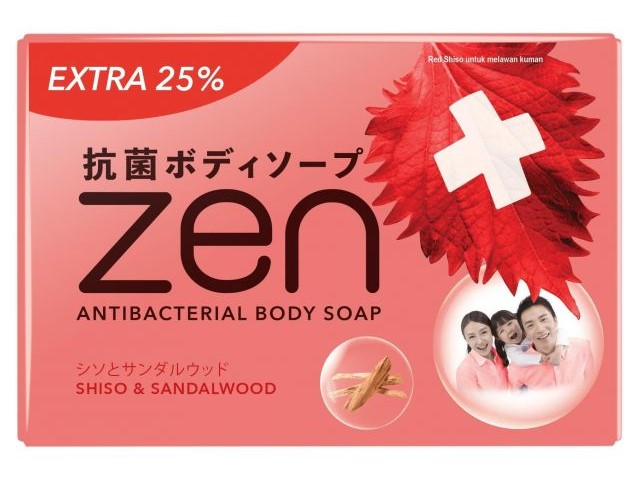 EXTRA 25%
Red Shiso untuk melawan kuman
抗菌ボディソープ
zen
ANTIBACTERIAL BODY SOAP
シソとサンダルウッド
SHISO & SANDALWOOD